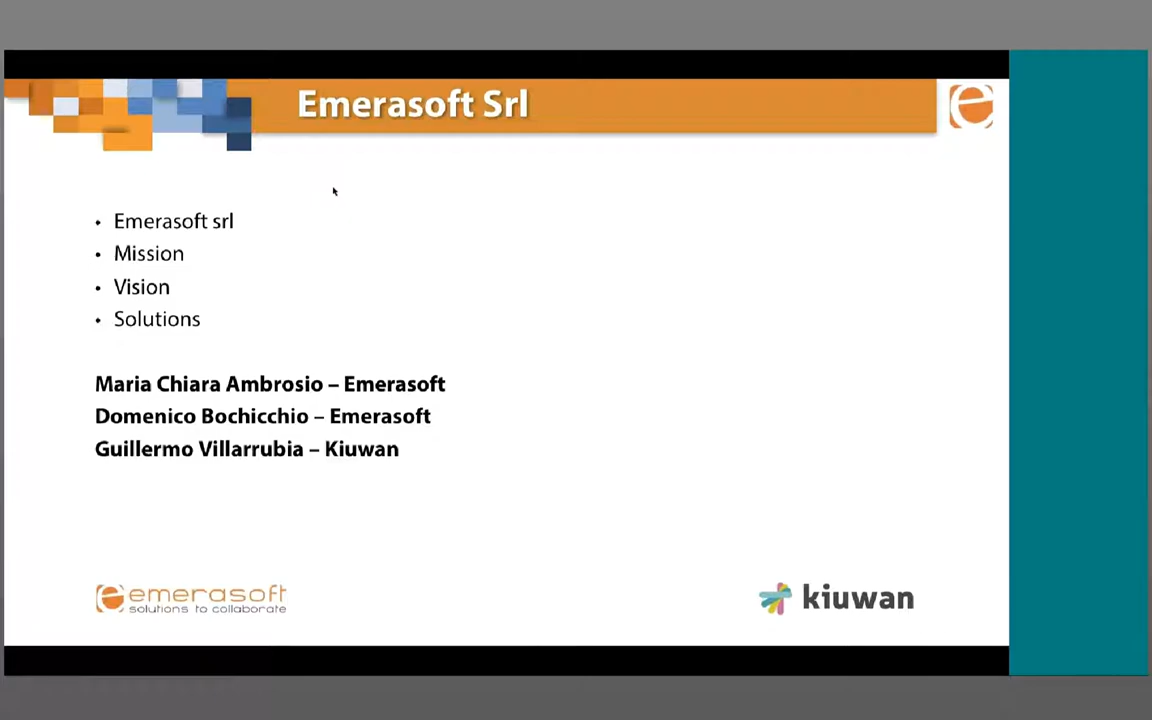 Emerasoft Srl
• Emerasoft srl
• Mission
• Vision
• Solutions
Maria Chiara Ambrosio – Emerasoft
Domenico Bochicchio – Emerasoft
Guillermo Villarrubia – Kiuwan
emerasoft
solutions to collaborate
kiuwan